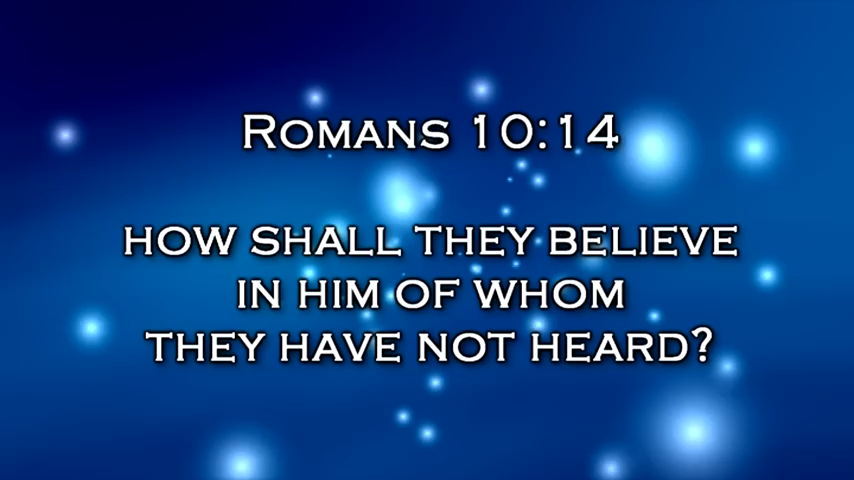 Romans 10:14
how shall they believe
in him of whom
they have not heard?